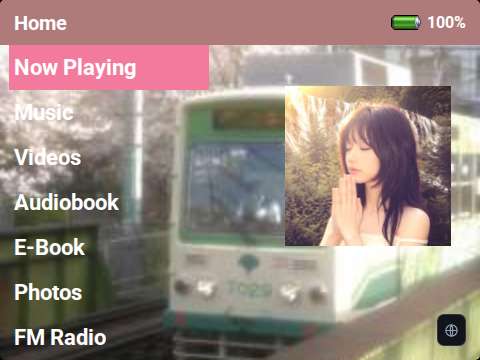 Home
100%
Now Playing
Music
Videos
Audiobook
E-Book
Photos
FM Radio